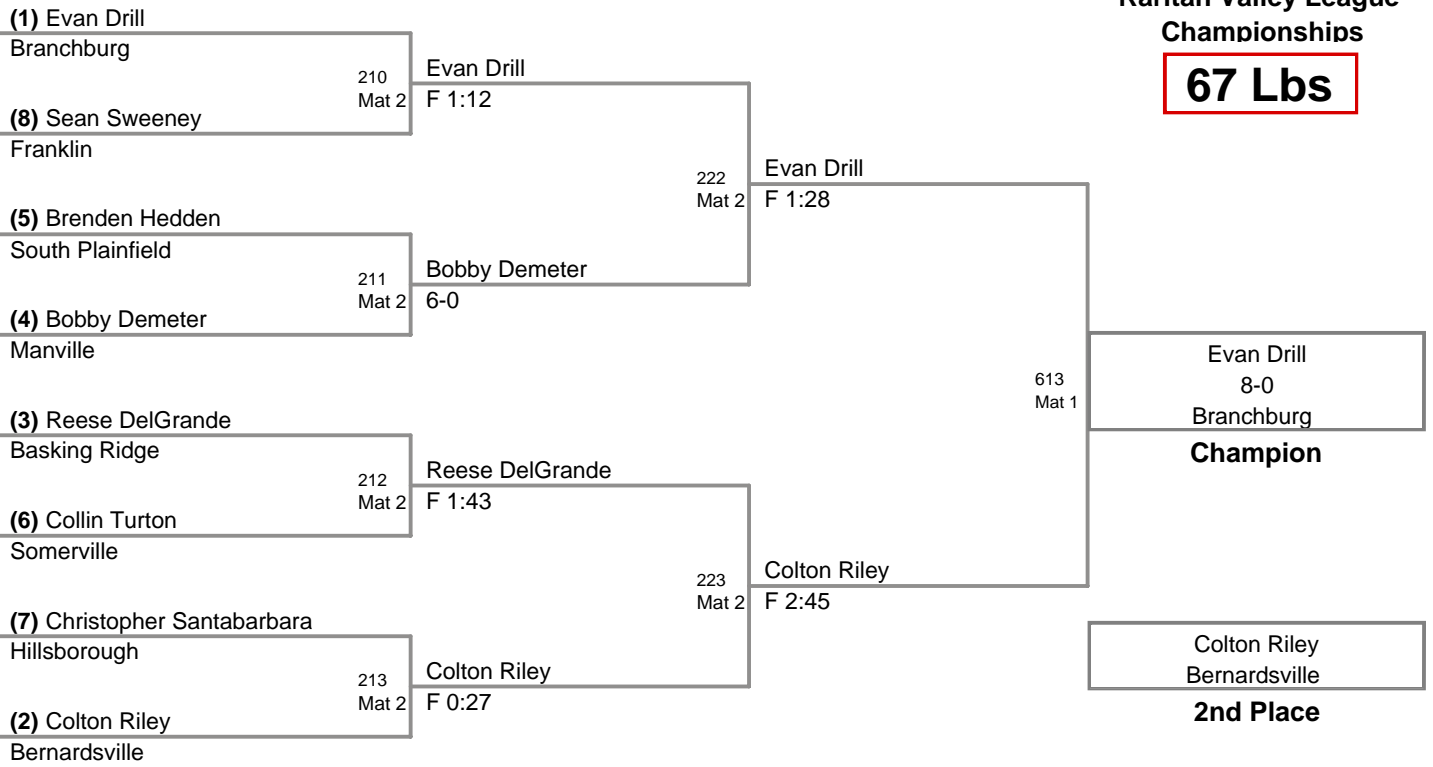 (1) Evan Drill
Branchburg
210
Mat 2
Evan Drill
F 1:12
(8) Sean Sweeney
Franklin
222
Mat 2
Evan Drill
F 1:28
(5) Brenden Hedden
South Plainfield
211
Mat 2
Bobby Demeter
6-0
(4) Bobby Demeter
Manville
(3) Reese DelGrande
Basking Ridge
212
Mat 2
Reese DelGrande
F 1:43
(6) Collin Turton
Somerville
223
Mat 2
Colton Riley
F 2:45
(7) Christopher Santabarbara
Hillsborough
213
Mat 2
Colton Riley
F 0:27
(2) Colton Riley
Bernardsville
Raritan Valley League
Championships
67 Lbs
613
Mat 1
Evan Drill
8-0
Branchburg
Champion
Colton Riley
Bernardsville
2nd Place